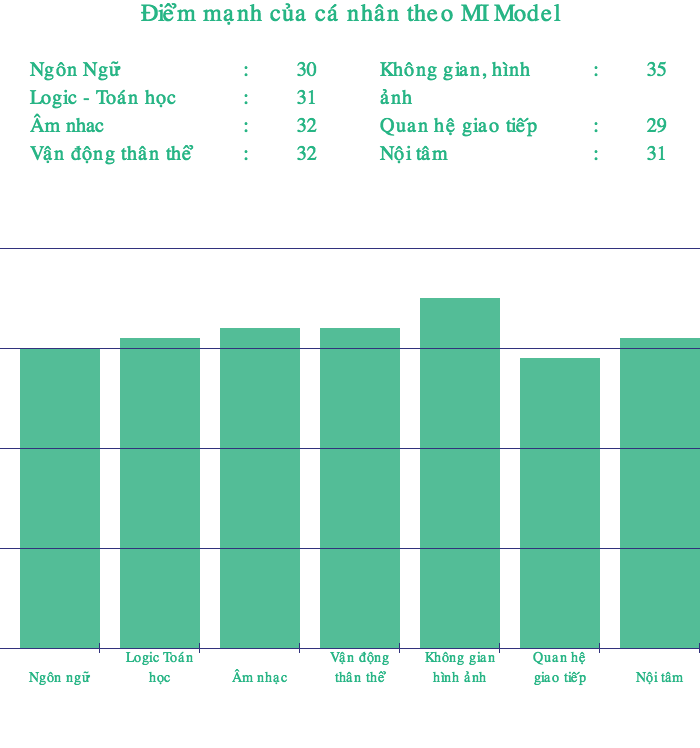 Điểm mạnh của cá nhân theo MI Model
Ngôn Ngữ : 30
Logic - Toán học : 31
Âm nhac : 32
Vận động thân thể : 32
Không gian, hình : 35
ảnh
Quan hệ giao tiếp : 29
Nội tâm : 31
Ngôn ngữ
Logic Toán
học
Âm nhạc
Vận động
thân thể
Không gian
hình ảnh
Quan hệ
giao tiếp
Nội tâm